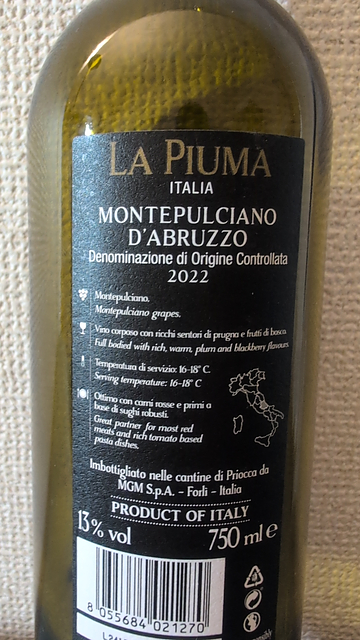 LA PIUMA
ITALIA
MONTEPULCIANO
D'ABRUZZO
Denominazione di Origine Controllata
2022
Montepulciano.
Montepulciano grapes.
Vino corposo con ricchi sentori di prugna e frutti di bosco.
Full bodied with rich, warm, plum and blackberry flavours.
Temperatura di servizio: 16-18° C.
Serving temperature: 16-18° C
Ottimo con carni rosse e primi a
base di sughi robusti.
Great partner for most red
meats and rich tomato based
pasta dishes.
Imbottigliato nelle cantine di Priocca da
MGM S.p.A. - Forlì - Italia
PRODUCT OF ITALY
13% vol
750 ml e
8 055684 021270